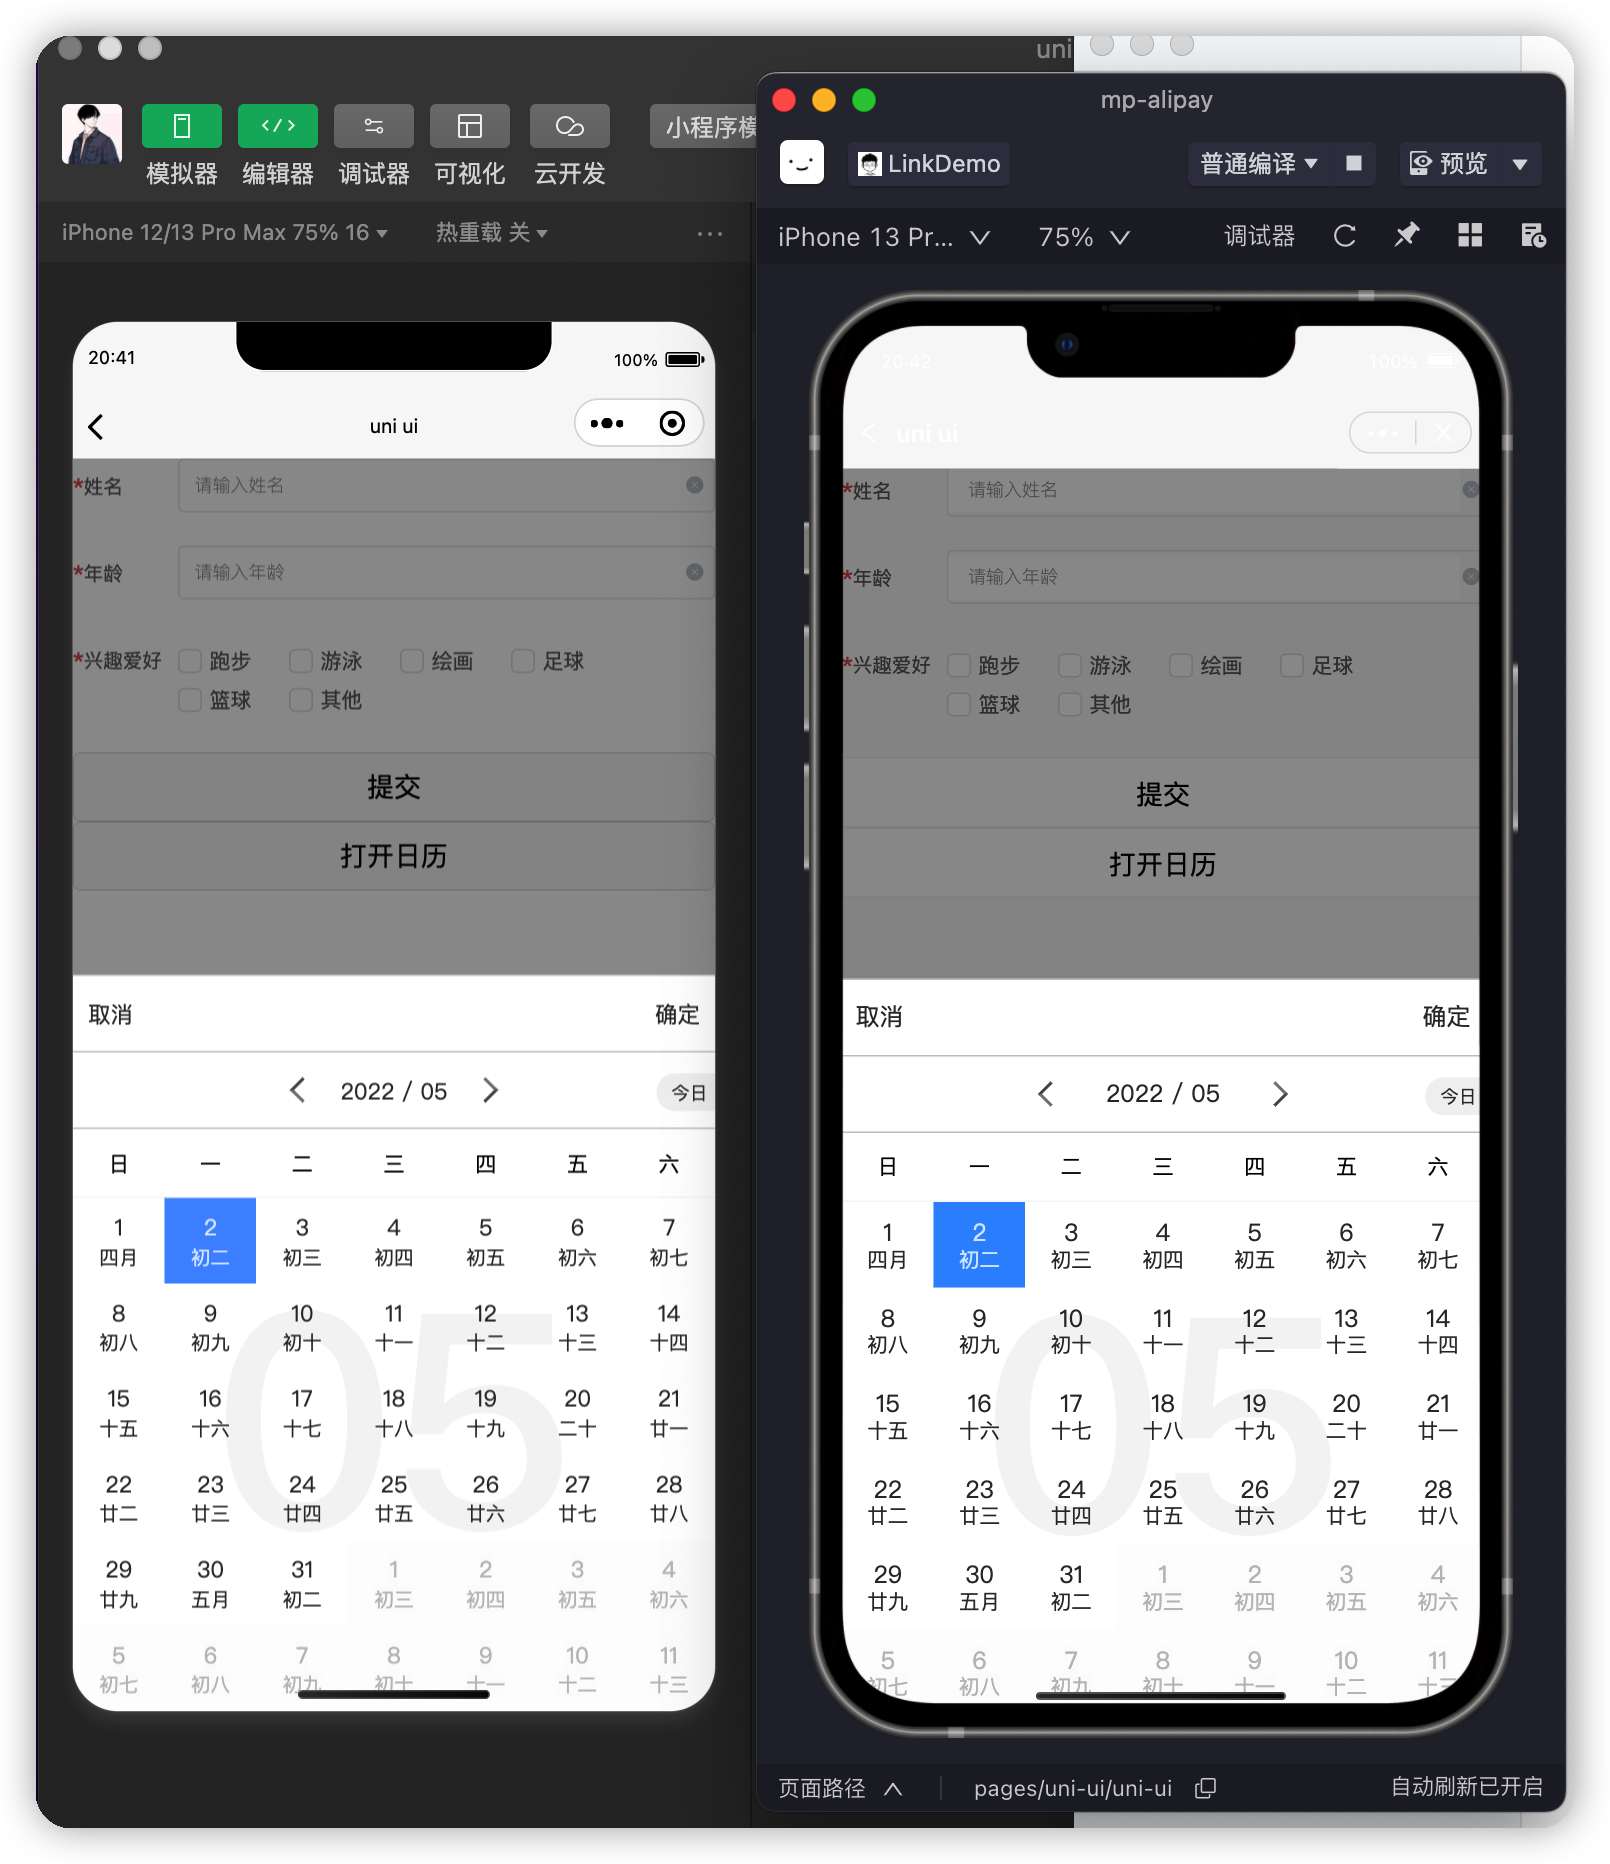 uni
模拟器 编辑器 调试器 可视化 云开发
小程序模
iPhone 12/13 Pro Max 75% 16
热重载 关
20:41
100%
uni ui
*姓名 请输入姓名
*年龄 请输入年龄
*兴趣爱好 跑步 游泳 绘画 足球
篮球 其他
提交
打开日历
取消 确定
2022 / 05 今日
05
日 一 二 三 四 五 六
1 2 3 4 5 6 7
四月 初二 初三 初四 初五 初六 初七
8 9 10 11 12 13 14
初八 初九 初十 十一 十二 十三 十四
15 16 17 18 19 20 21
十五 十六 十七 十八 十九 二十 廿一
22 23 24 25 26 27 28
廿二 廿三 廿四 廿五 廿六 廿七 廿八
29 30 31 1 2 3 4
廿九 五月 初二 初三 初四 初五 初六
5 6 7 8 9 10 11
初七 初八 初九 初十 十一 十二 十三
mp-alipay
LinkDemo 普通编译 预览
iPhone 13 Pr... 75% 调试器
20:42
100%
uni ui
*姓名 请输入姓名
*年龄 请输入年龄
*兴趣爱好 跑步 游泳 绘画 足球
篮球 其他
提交
打开日历
取消 确定
2022 / 05 今日
05
日 一 二 三 四 五 六
1 2 3 4 5 6 7
四月 初二 初三 初四 初五 初六 初七
8 9 10 11 12 13 14
初八 初九 初十 十一 十二 十三 十四
15 16 17 18 19 20 21
十五 十六 十七 十八 十九 二十 廿一
22 23 24 25 26 27 28
廿二 廿三 廿四 廿五 廿六 廿七 廿八
29 30 31 1 2 3 4
廿九 五月 初二 初三 初四 初五 初六
5 6 7 8 9 10 11
初七 初八 初九 初十 十一 十二 十三
页面路径 pages/uni-ui/uni-ui 自动刷新已开启